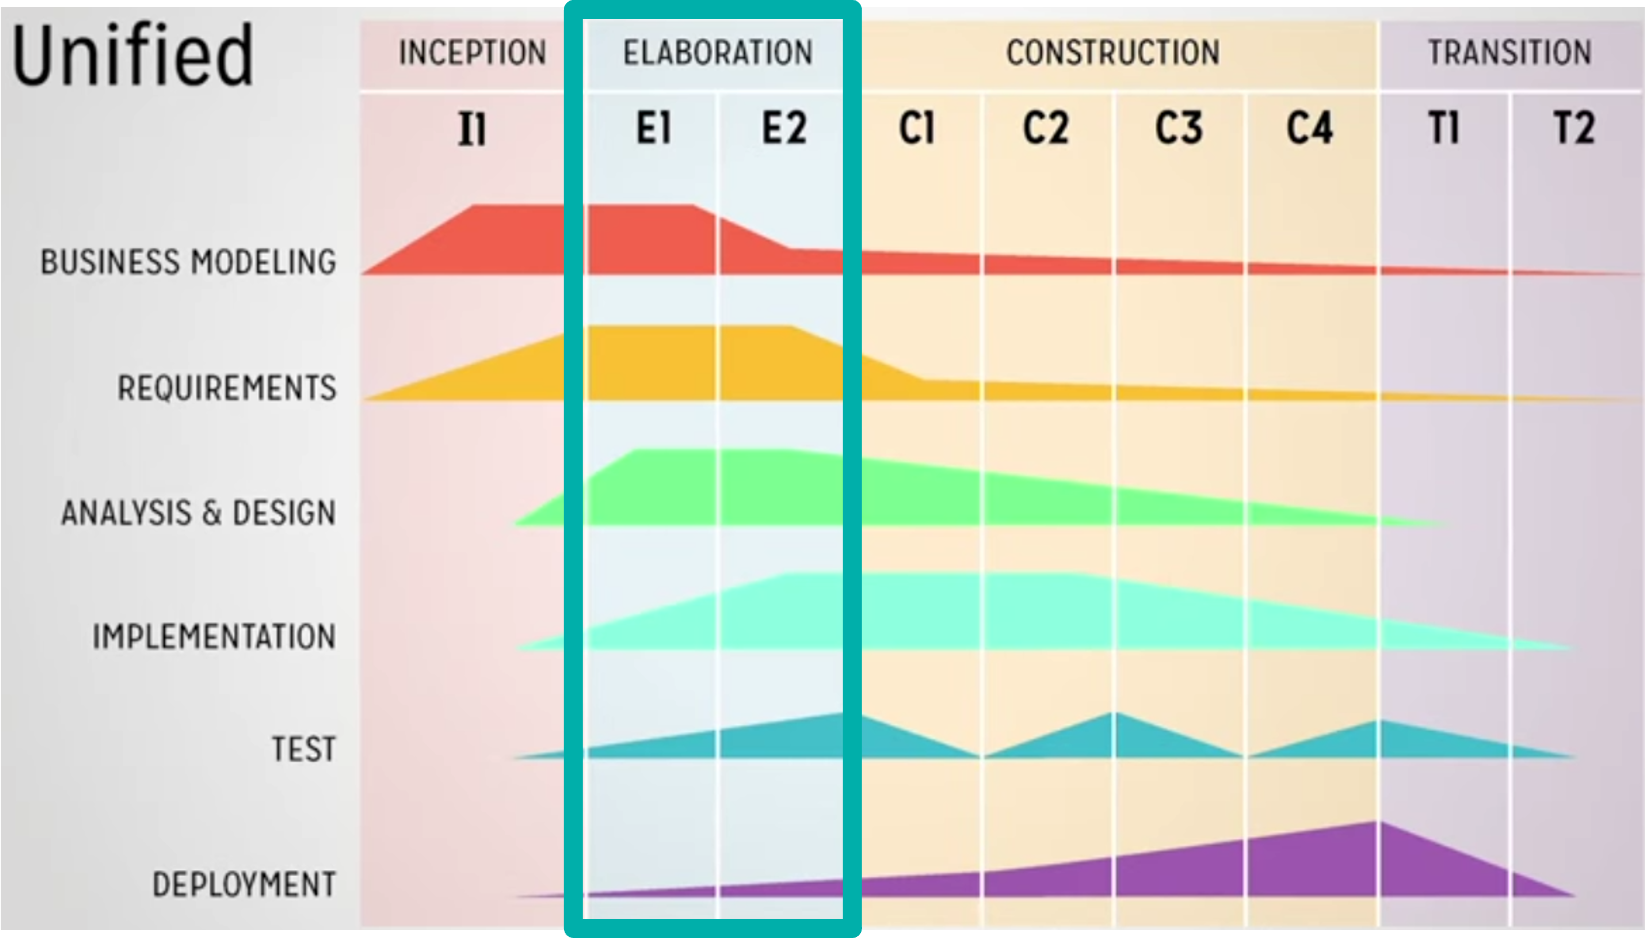 Unified
INCEPTION ELABORATION CONSTRUCTION TRANSITION
I1 E1 E2 C1 C2 C3 C4 T1 T2
BUSINESS MODELING
REQUIREMENTS
ANALYSIS & DESIGN
IMPLEMENTATION
TEST
DEPLOYMENT